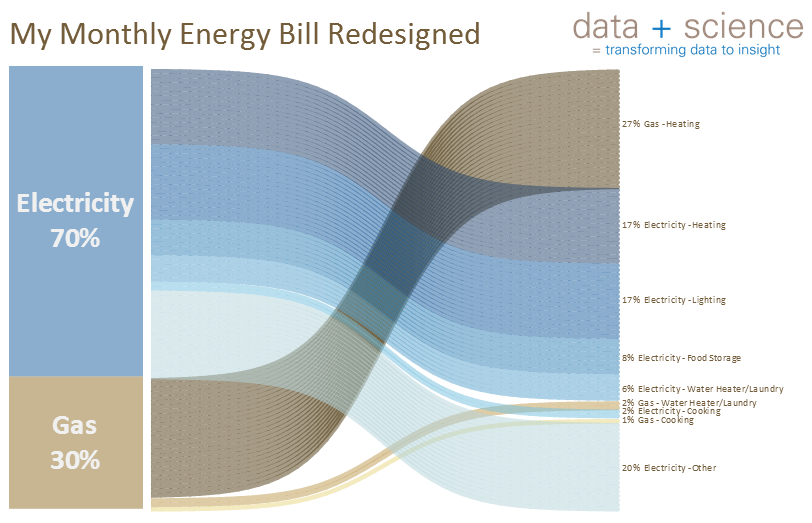 My Monthly Energy Bill Redesigned
data + science
= transforming data to insight
Electricity
70%
Gas
30%
27% Gas -Heating
17% Electricity -Heating
17% Electricity -Lighting
8% Electricity - Food Storage
6% Electricity - Water Heater/Laundry
2% Gas - Water Heater/Laundry
2% Electricity - Cooking
1% Gas - Cooking
20% Electricity -Other